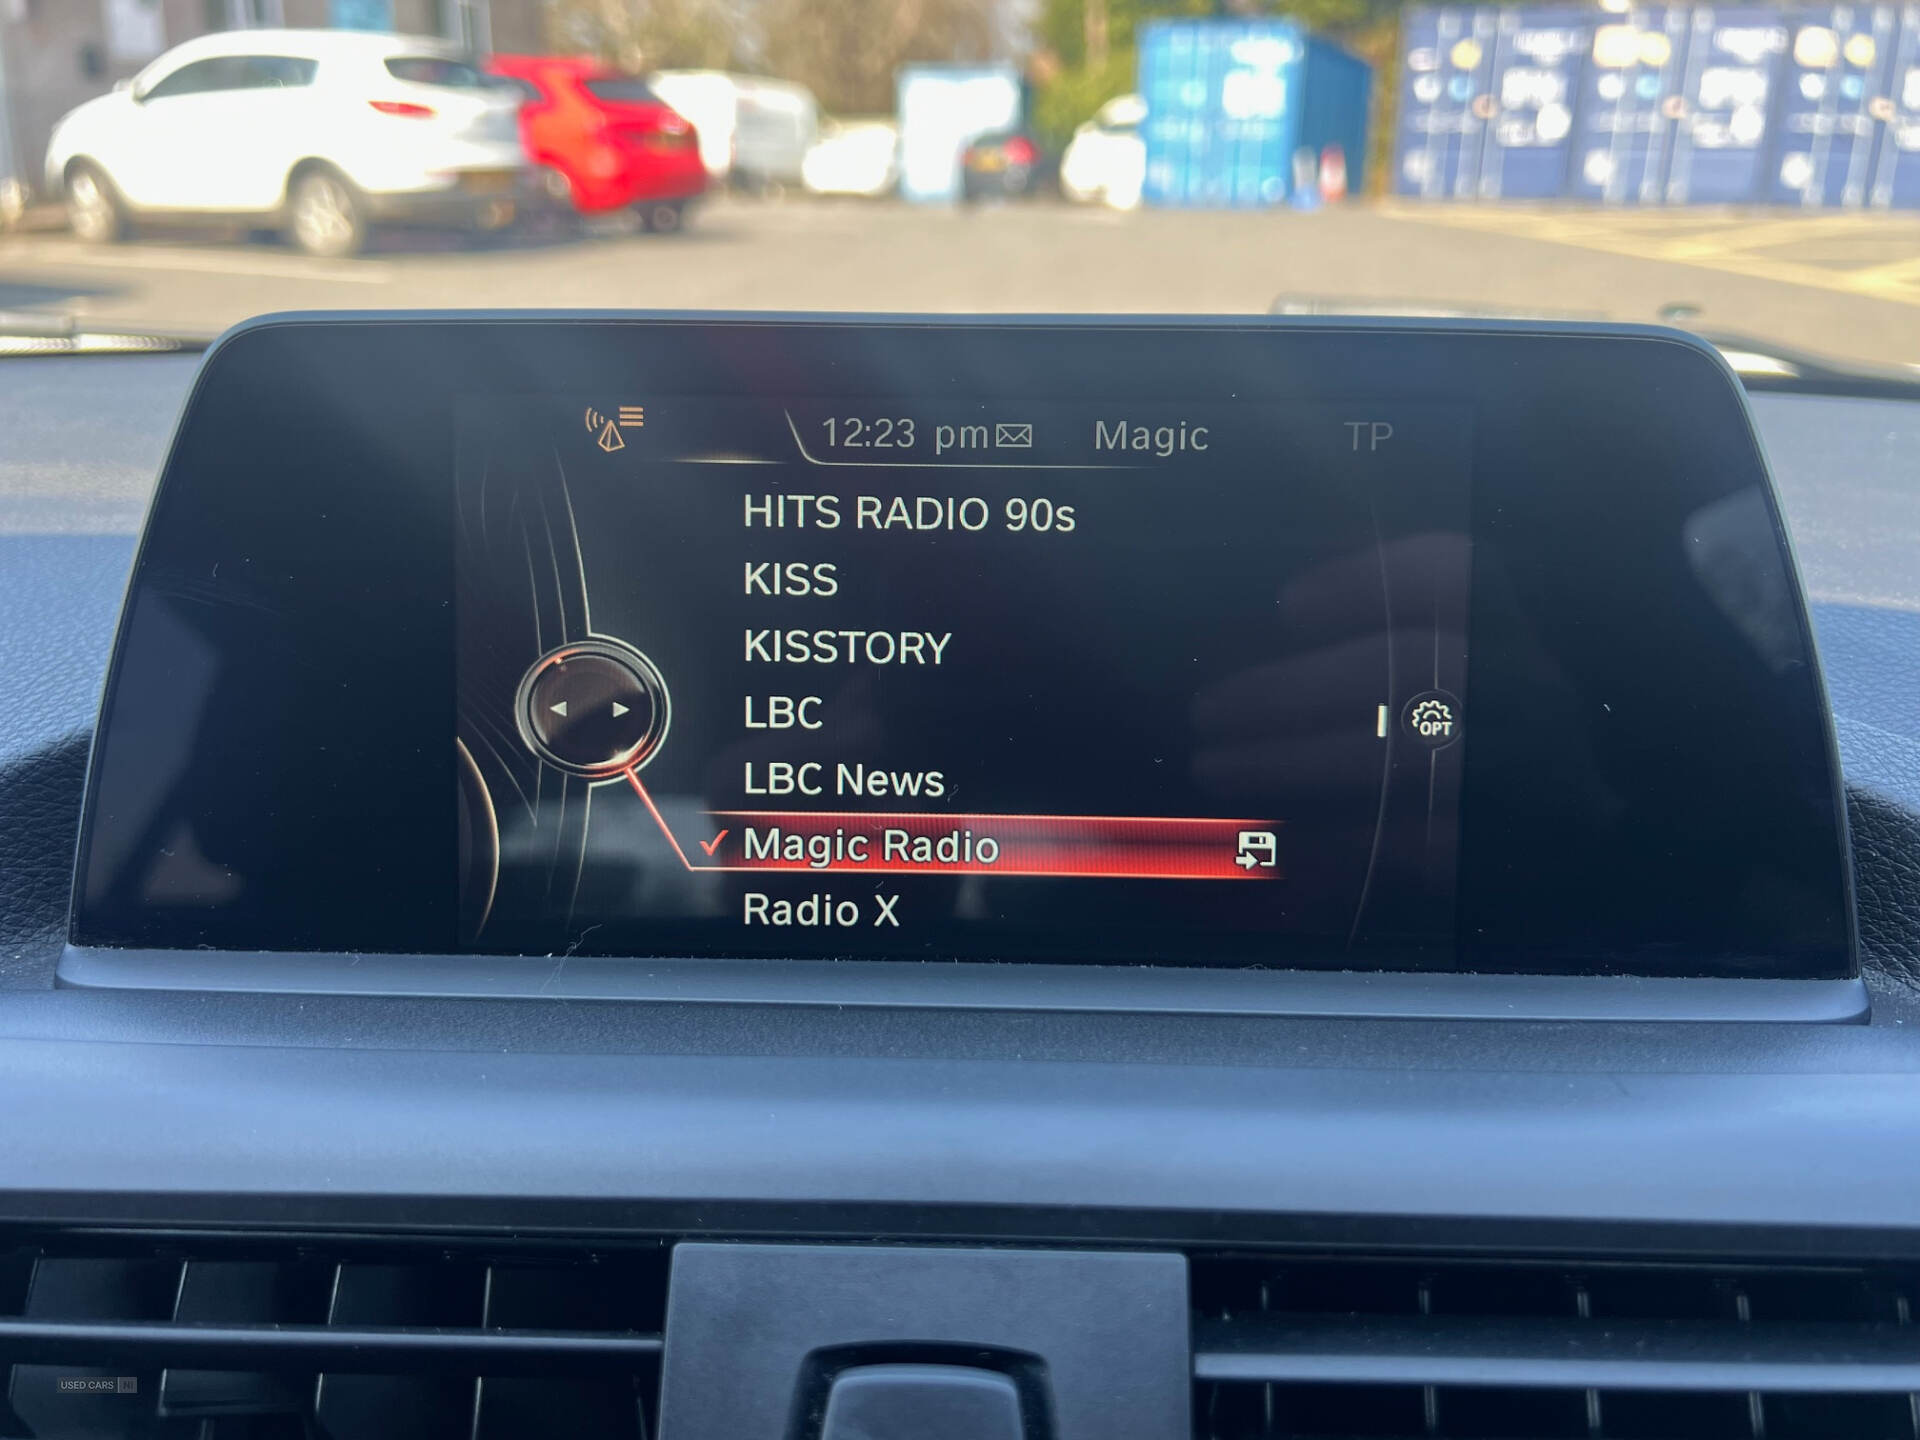 12:23 pm Magic TP
HITS RADIO 90s
KISS
KISSTORY
LBC
LBC News
Magic Radio
Radio X
OPT
USED CARS NI